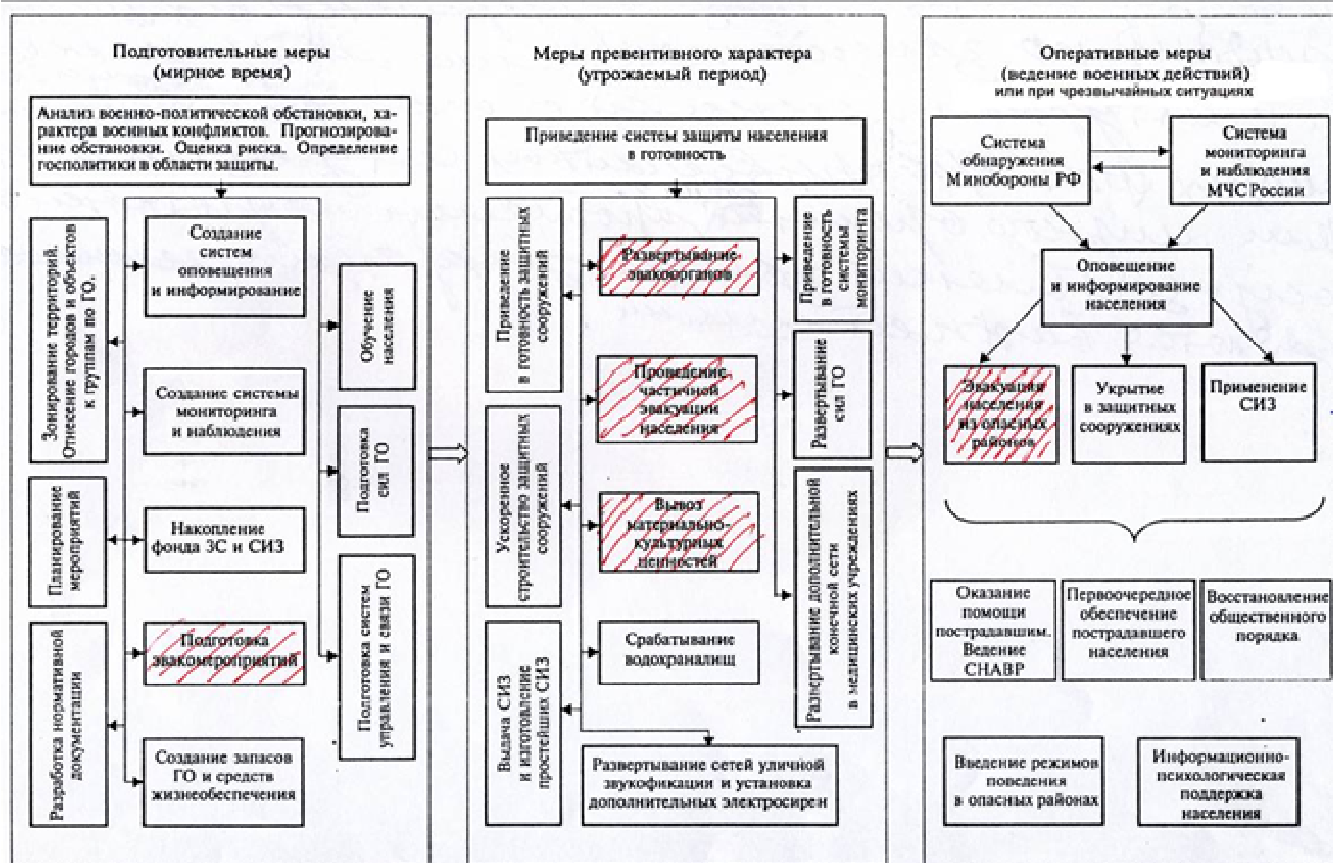 Подготовительные меры
(мирное время)
Анализ военно-политической обстановки, ха-
рактера военных конфликтов. Прогнозирова-
ние обстановки. Оценка риска. Определение
госполитики в области защиты.
Зонирование территорий.
Отнесение городов и объектов
к группам по ГО.
Планирование
мероприятий
Разработка нормативной
документации
Создание
систем
оповещения
и информирование
Создание системы
мониторинга
и наблюдения
Накопление
фонда ЗС и СИЗ
Подготовка
эвакомероприятий
Создание запасов
ГО и средств
жизнеобеспечения
Обучение
населения
Подготовка
сил ГО
Подготовка систем
управления и связи ГО
Меры превентивного характера
(угрожаемый период)
Приведение систем защиты населения
в готовность
Приведение
в готовность защитных
сооружений
Ускоренное
строительство защитных
сооружений
Выдача СИЗ
и изготовление
простейших СИЗ
Развертывание
эвакоорганов
Проведение
частичной
эвакуации
населения
Вывоз
материально-
культурных
ценностей
Срабатывание
водохраналищ
Развертывание сетей уличной
звукофикации и установка
дополнительных электросирен
Приведение
в готовность
системы
мониторинга
Развертывание
сил ГО
Развертывание дополнительной
коечной сети
в медицинских учреждениях
Оперативные меры
(ведение военных действий)
или при чрезвычайных ситуациях
Система
обнаружения
Минобороны РФ
Система
мониторинга
и наблюдения
МЧС России
Оповещение
и информирование
населения
Эвакуация
населения
из опасных
районов
Укрытие
в защитных
сооружениях
Применение
СИЗ
Оказание
помощи
пострадавшим.
Ведение
СНАВР
Первоочередное
обеспечение
пострадавшего
населения
Восстановление
общественного
порядка.
Введение режимов
поведения
в опасных районах
Информационно-
психологическая
поддержка
населения